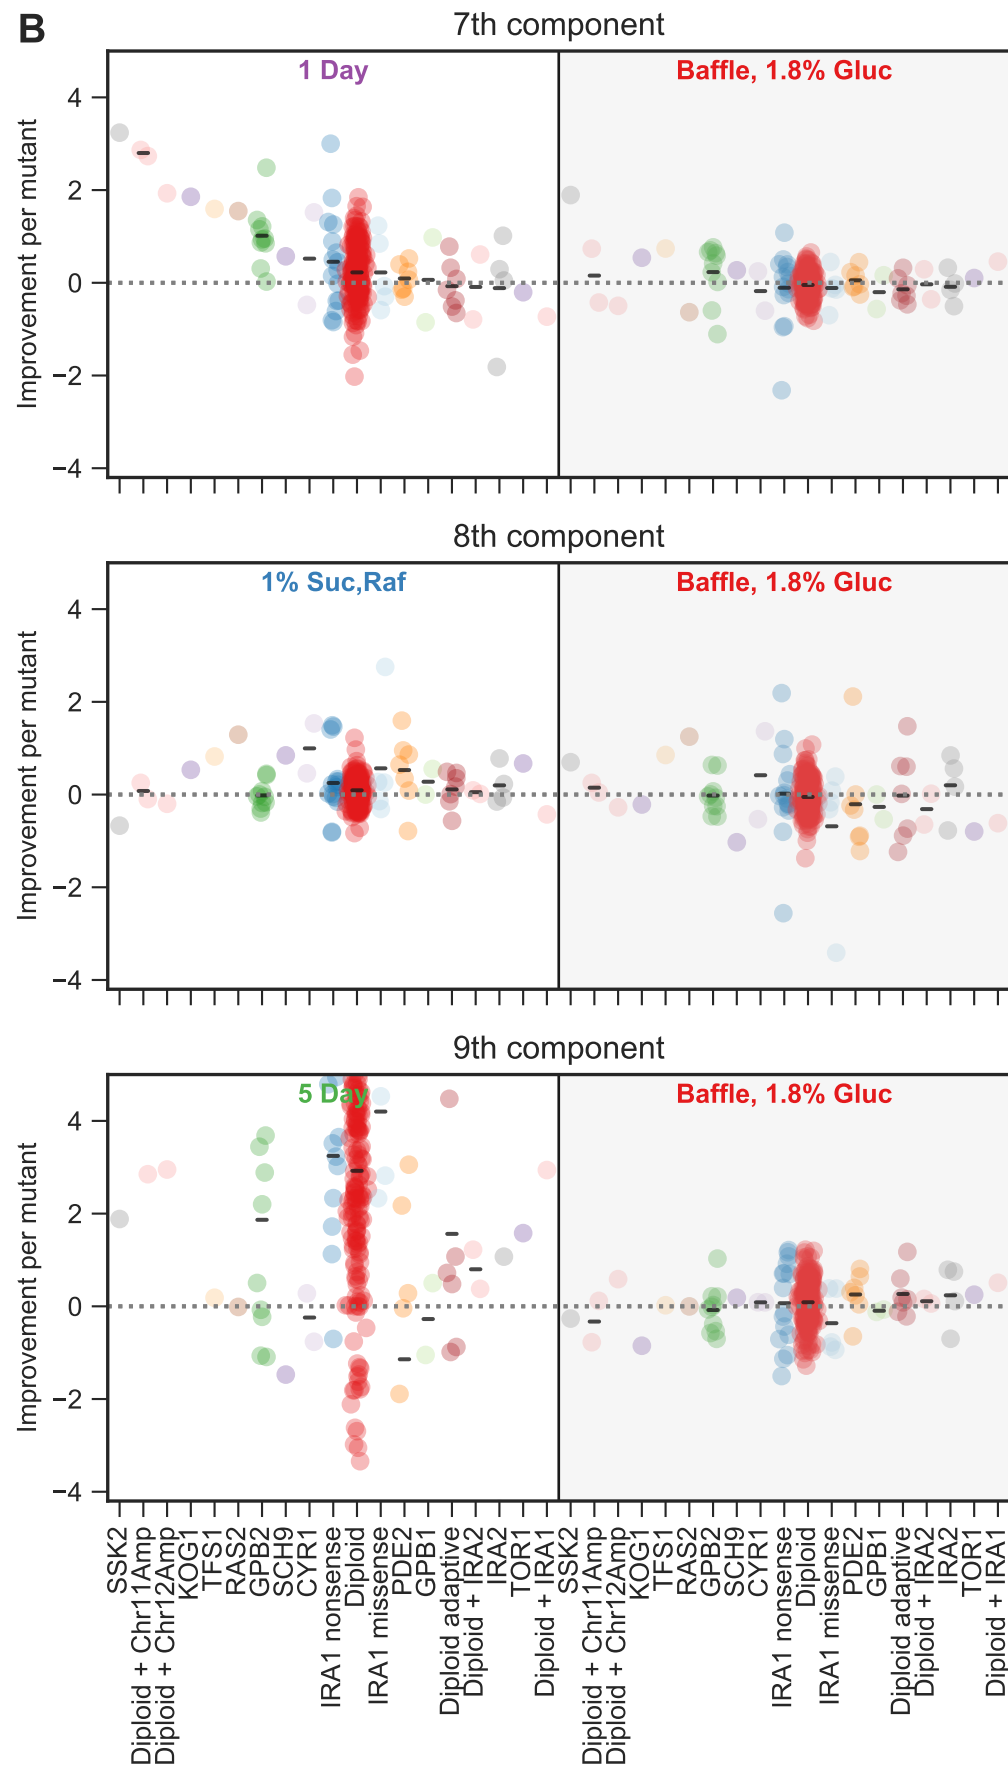 B
7th component
1 Day
Baffle, 1.8% Gluc
Improvement per mutant
4
2
0
−2
−4
8th component
1% Suc,Raf
Baffle, 1.8% Gluc
Improvement per mutant
4
2
0
−2
−4
9th component
5 Day
Baffle, 1.8% Gluc
Improvement per mutant
4
2
0
−2
−4
SSK2
Diploid + Chr11Amp
Diploid + Chr12Amp
KOG1
TFS1
RAS2
GPB2
SCH9
CYR1
IRA1 nonsense
Diploid
IRA1 missense
PDE2
GPB1
Diploid adaptive
Diploid + IRA2
IRA2
TOR1
Diploid + IRA1
SSK2
Diploid + Chr11Amp
Diploid + Chr12Amp
KOG1
TFS1
RAS2
GPB2
SCH9
CYR1
IRA1 nonsense
Diploid
IRA1 missense
PDE2
GPB1
Diploid adaptive
Diploid + IRA2
IRA2
TOR1
Diploid + IRA1